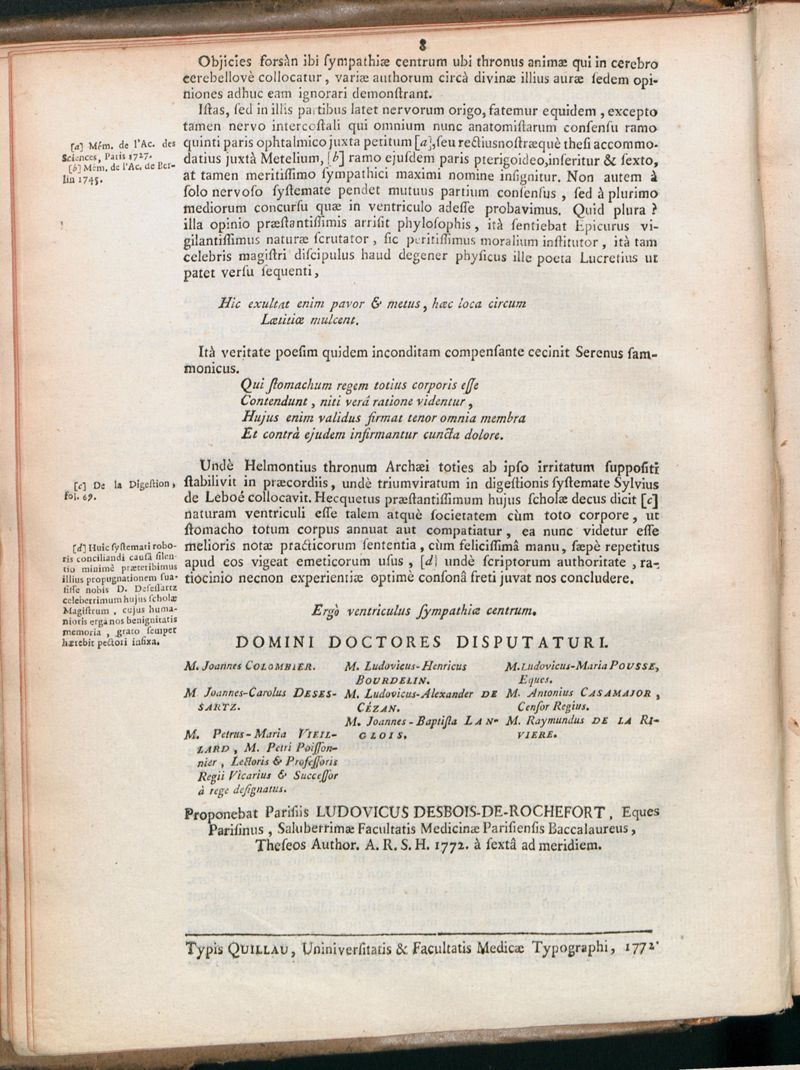 8
Objicies forsàn ibi ſympathiæ centrum ubi thronus animæ qui in cerebro
cerebellovè collocatur, variæ authorum circà divinæ illius auræ ſedem opi-
niones adhuc eam ignorari demonſtrant.
Iſtas, ſed in illis partibus latet nervorum origo, fatemur equidem, excepto
tamen nervo intercoſtali qui omnium nunc anatomiſtarum conſenſu ramo
quinti paris ophtalmico juxta petitum [a], ſeu rectiusnoſtræquè theſi accommo-
datius juxtà Metelium, [b] ramo ejuſdem paris pterigoideo, inſeritur & ſexto,
at tamen meritiſſimo ſympathici maximi nomine inſignitur. Non autem à
ſolo nervoſo ſyſtemate pendet mutuus partium conſenſus, ſed à plurimo
mediorum concurſu quæ in ventriculo adeſſe probavimus. Quid plura ?
illa opinio præſtantiſſimis arriſit phyloſophis, ità ſentiebat Epicurus vi-
gilantiſſimus naturæ ſcrutator, ſic peritiſſimus moralium inſtitutor, ità tam
celebris magiſtri diſcipulus haud degener phyſicus ille poeta Lucretius ut
patet verſu ſequenti,
[a] Mém. de l'Ac. des
Sciences, Paris 1727.
[b] Mém. de l'Ac. de Ber-
lin 1745.
Hic exultat enim pavor & metus, hæc loca circum
Lætitiæ mulcent.
Ità veritate poeſim quidem inconditam compenſante cecinit Serenus ſam-
monicus.
Qui ſtomachum regem totius corporis eſſe
Contendunt, niti verâ ratione videntur,
Hujus enim validus firmat tenor omnia membra
Et contrà ejudem infirmantur cuncta dolore.
Undè Helmontius thronum Archæi toties ab ipſo irritatum ſuppoſiti
ſtabilivit in præcordiis, undè triumviratum in digeſtionis ſyſtemate Sylvius
de Leboé collocavit. Hecquetus præſtantiſſimum hujus ſcholæ decus dicit [c]
naturam ventriculi eſſe talem atquè ſocietatem cùm toto corpore, ut
ſtomacho totum corpus annuat aut compatiatur, ea nunc videtur eſſe
melioris notæ practicorum ſententia, cùm feliciſſimâ manu, ſæpè repetitus
apud eos vigeat emeticorum uſus, [d] undè ſcriptorum authoritate, ra-
tiocinio necnon experientiæ optimè conſonâ freti juvat nos concludere.
[c] De la Digeſtion,
fol. 69.
[d] Huic ſyſtemati robo-
ris conciliandi cauſâ ſilen-
tio minimè præteribimus
illius propugnationem ſua-
ſiſſe nobis D. Deſeſſartz
celeberrimum hujus ſcholæ
Magiſtrum, cujus huma-
nioris erga nos benignitatis
memoria, grato ſemper
hærebit pectori infixa.
Ergò ventriculus ſympathiæ centrum.
DOMINI DOCTORES DISPUTATURI.
M. Joannes COLOMBIER.
M Joannes-Carolus DESES-
SARTZ.
M. Petrus-Maria VIEIL-
LARD, M. Petri Poiſſon-
nier, Lectoris & Profeſſoris
Regii Vicarius & Succeſſor
à rege deſignatus.
M. Ludovicus-Henricus
BOURDELIN.
M. Ludovicus-Alexander DE
CÉZAN.
M. Joannes-Baptiſta LAN-
GLOIS.
M. Ludovicus-Maria POUSSE,
Eques.
M. Antonius CASAMAJOR,
Cenſor Regius.
M. Raymundus DE LA RI-
VIERE.
Proponebat Pariſiis LUDOVICUS DESBOIS-DE-ROCHEFORT, Eques
Pariſinus, Saluberrimæ Facultatis Medicinæ Pariſienſis Baccalaureus,
Theſeos Author. A. R. S. H. 1772. à ſextâ ad meridiem.
Typis QUILLAU, Uniniverſitatis & Facultatis Medicæ Typographi, 1772.